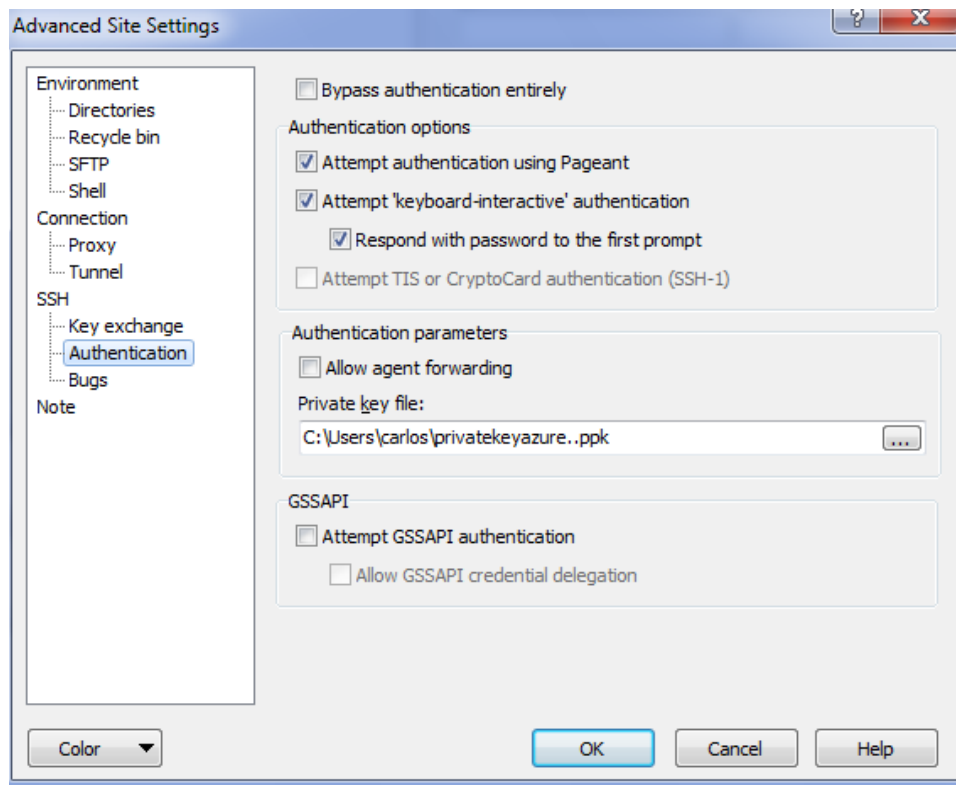 Advanced Site Settings
Environment
Directories
Recycle bin
SFTP
Shell
Connection
Proxy
Tunnel
SSH
Key exchange
Authentication
Bugs
Note
Bypass authentication entirely
Authentication options
Attempt authentication using Pageant
Attempt 'keyboard-interactive' authentication
Respond with password to the first prompt
Attempt TIS or CryptoCard authentication (SSH-1)
Authentication parameters
Allow agent forwarding
Private key file:
C:\Users\carlos\privatekeyazure..ppk
...
GSSAPI
Attempt GSSAPI authentication
Allow GSSAPI credential delegation
Color
OK
Cancel
Help